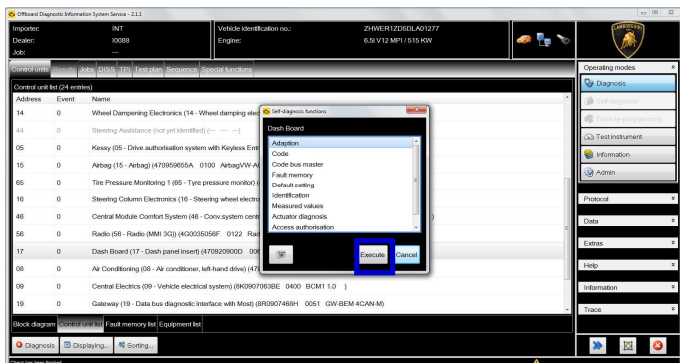 Offboard Diagnostic Information System Service - 2.1.1
Importer: INT
Dealer: I0088
Job: ---
Vehicle identification no.: ZHWER1ZD5DLA01277
Engine: 6.5l V12 MPI / 515 KW
LAMBORGHINI
Control units Results Jobs DISS TPI Test plan Sequence Special functions
Control unit list (24 entries)
Address Event Name
14 0 Wheel Dampening Electronics (14 - Wheel damping elec
44 0 Steering Assistance (not yet identified) (--- --- ---)
05 0 Kessy (05 - Drive authorisation system with Keyless Entr
15 0 Airbag (15 - Airbag) (470959655A 0100 AirbagVW-AI
65 0 Tire Pressure Monitoring 1 (65 - Tyre pressure monitor) (
16 0 Steering Column Electronics (16 - Steering wheel electro
46 0 Central Module Comfort System (46 - Conv.system centr )
56 0 Radio (56 - Radio (MMI 3G)) (4G0035056F 0122 Rad
17 0 Dash Board (17 - Dash panel insert) (470920900D 00
08 0 Air Conditioning (08 - Air conditioner, left-hand drive) (47
09 0 Central Electrics (09 - Vehicle electrical system) (8K0907063BE 0400 BCM1 1.0 )
19 0 Gateway (19 - Data bus diagnostic interface with Most) (8R0907468H 0051 GW-BEM 4CAN-M)
Self-diagnosis functions
Dash Board
Adaption
Code
Code bus master
Fault memory
Default setting
Identification
Measured values
Actuator diagnosis
Access authorisation
Execute
Cancel
Block diagram Control unit list Fault memory list Equipment list
Diagnosis Displaying... Sorting...
Check has been finished.
Operating modes
Diagnosis
Self-diagnosis
Flash re-programming
Test instrument
Information
Admin
Protocol
Data
Extras
Help
Information
Trace